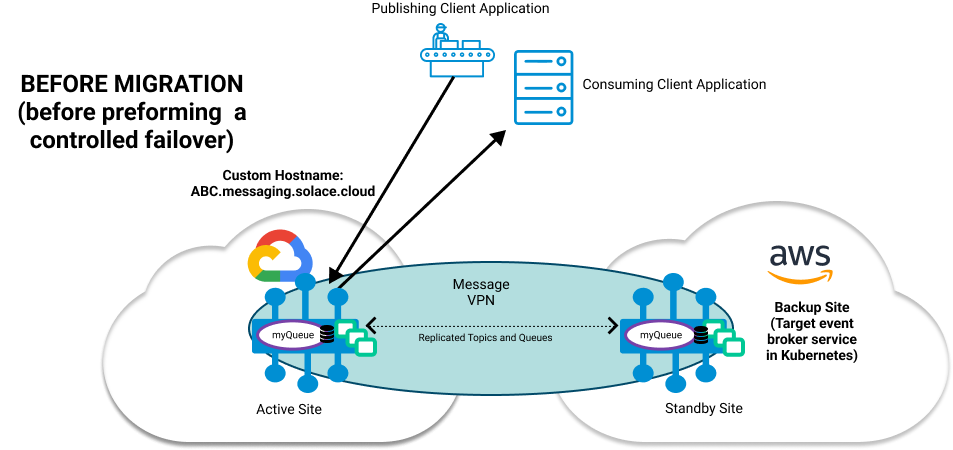 Publishing Client Application
BEFORE MIGRATION
(before preforming a
controlled failover)
Consuming Client Application
Custom Hostname:
ABC.messaging.solace.cloud
aws
Message
VPN
Backup Site
(Target event
broker service
in Kubernetes)
myQueue
Replicated Topics and Queues
myQueue
Active Site
Standby Site